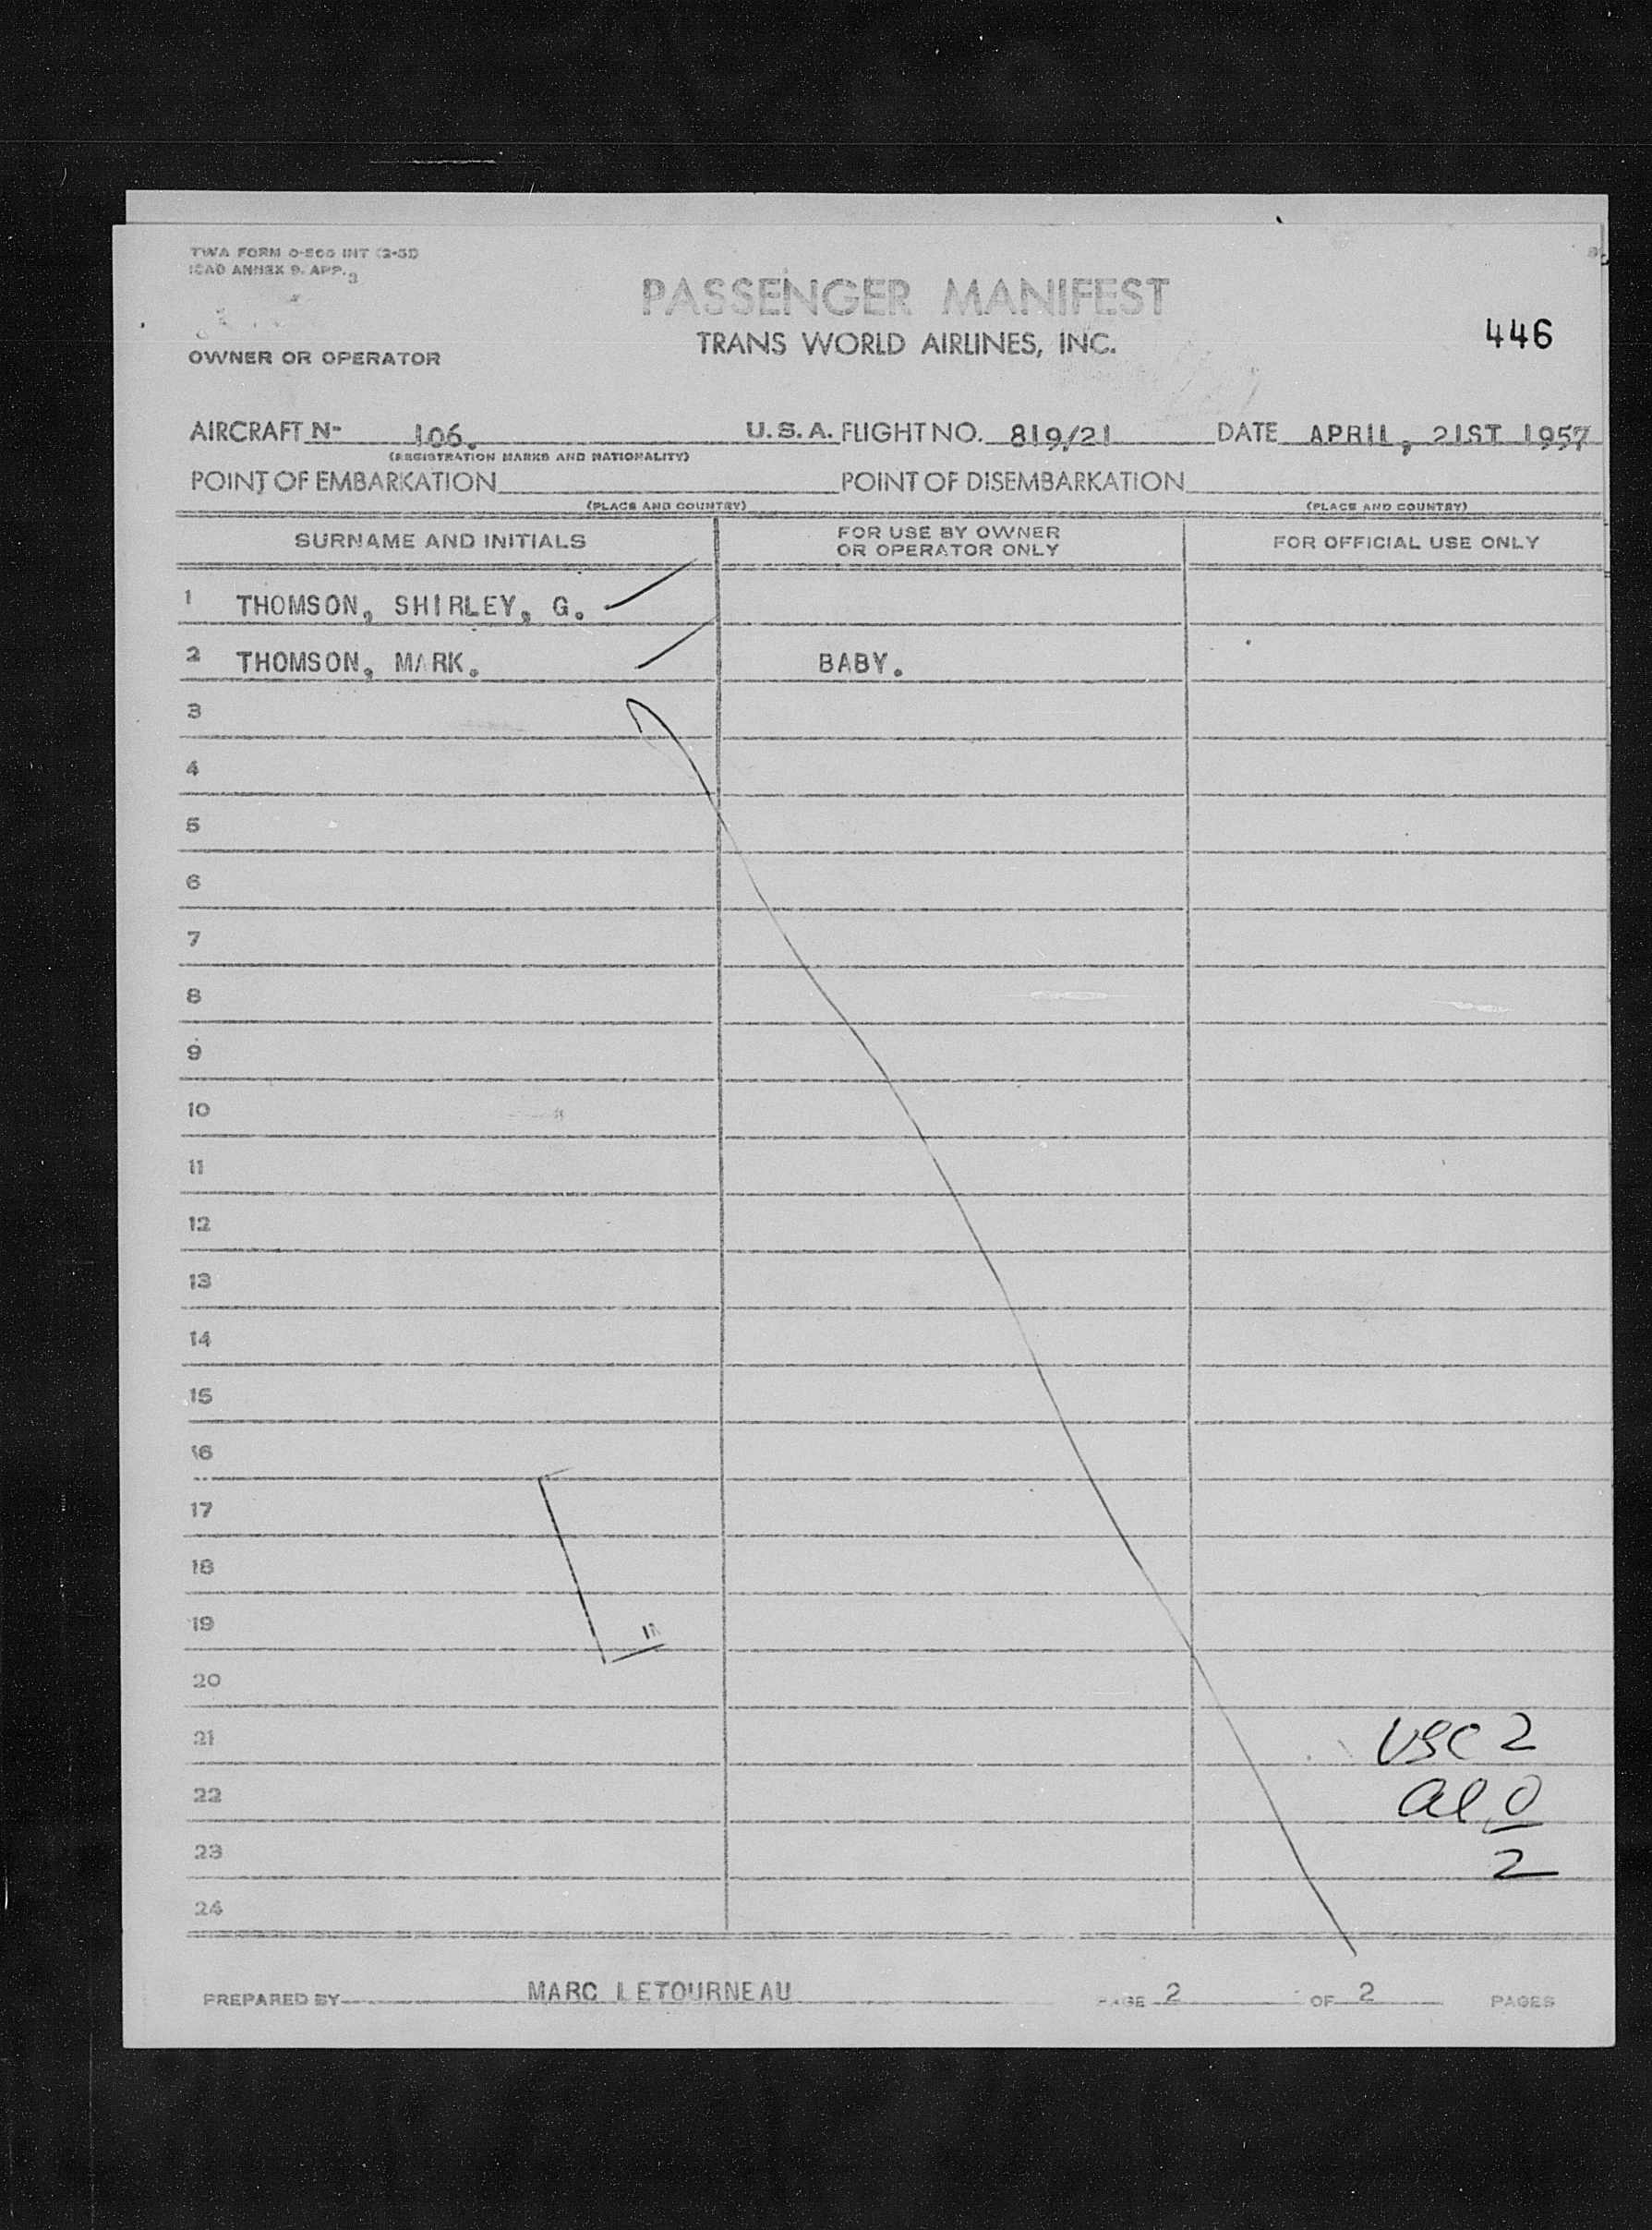 TWA FORM O-566 INT (2-51)
ICAO ANNEX 9. APP. 3
PASSENGER MANIFEST
TRANS WORLD AIRLINES, INC.
446
OWNER OR OPERATOR
AIRCRAFT N- 106. U.S.A. FLIGHT NO. 819/21 DATE APRIL, 21ST 1957
(REGISTRATION MARKS AND NATIONALITY)
POINT OF EMBARKATION POINT OF DISEMBARKATION
(PLACE AND COUNTRY) (PLACE AND COUNTRY)
SURNAME AND INITIALS FOR USE BY OWNER OR OPERATOR ONLY FOR OFFICIAL USE ONLY
1 THOMSON, SHIRLEY, G.
2 THOMSON, MARK. BABY.
3
4
5
6
7
8
9
10
11
12
13
14
15
16
17
18
19
20
21 USC 2
22 al 0
23 2
24
PREPARED BY MARC LETOURNEAU PAGE 2 OF 2 PAGES